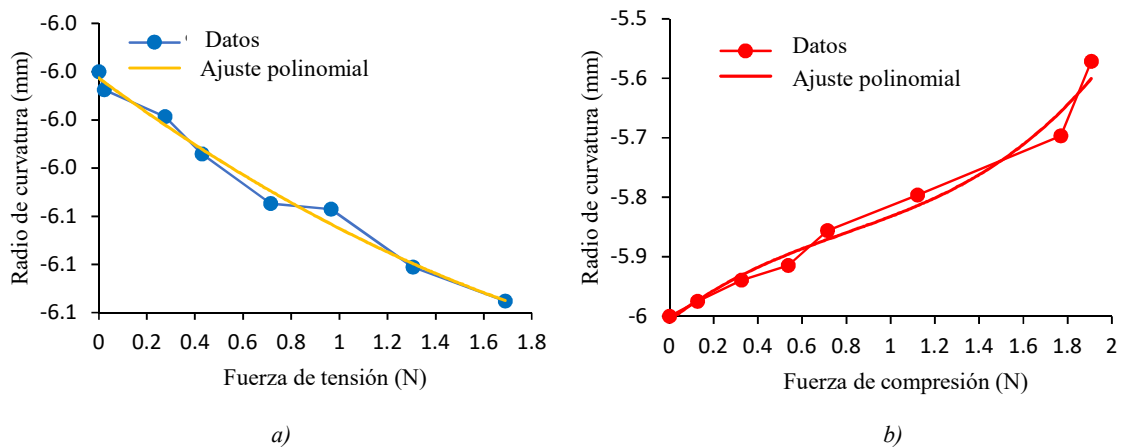 -6.0
-6.0
-6.0
-6.0
-6.1
-6.1
-6.1
Radio de curvatura (mm)
Datos
Ajuste polinomial
0 0.2 0.4 0.6 0.8 1 1.2 1.4 1.6 1.8
Fuerza de tensión (N)
a)
-5.5
-5.6
-5.7
-5.8
-5.9
-6
Radio de curvatura (mm)
Datos
Ajuste polinomial
0 0.2 0.4 0.6 0.8 1 1.2 1.4 1.6 1.8 2
Fuerza de compresión (N)
b)